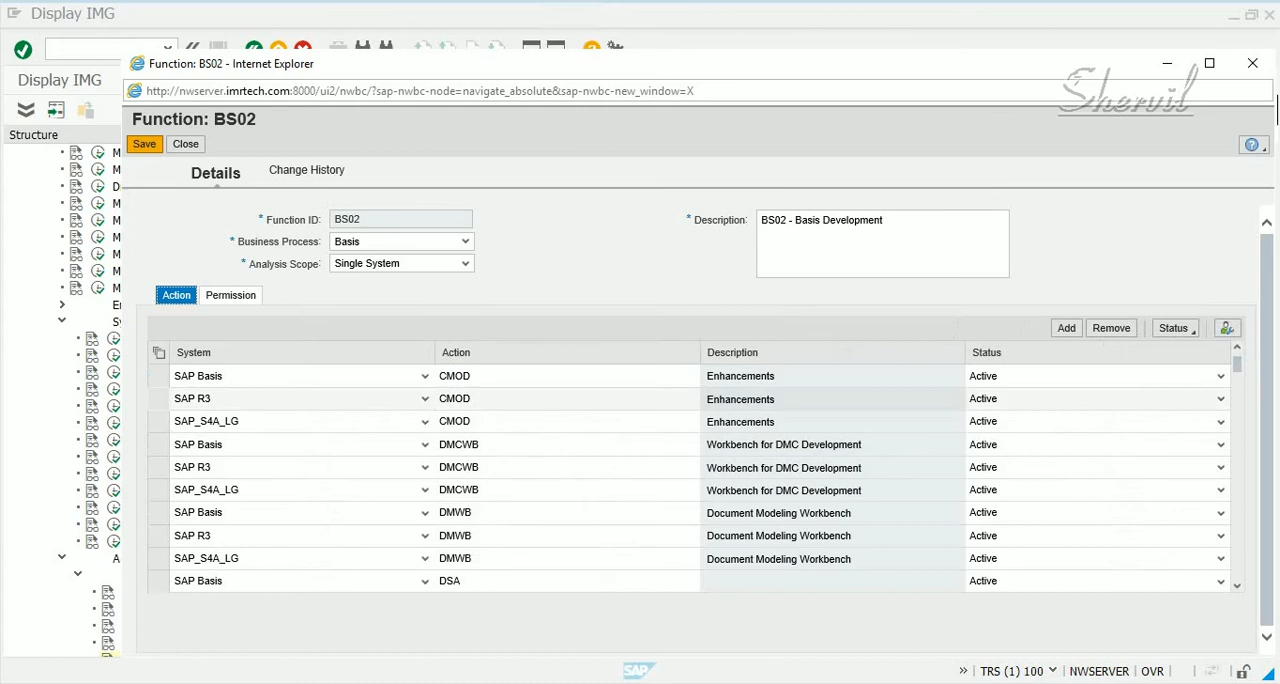 Display IMG
Display IMG
Function: BS02 - Internet Explorer
http://nwserver.imrtech.com:8000/ui2/nwbc/?sap-nwbc-node=navigate_absolute&sap-nwbc-new_window=X
Shervil
Function: BS02
Save Close
Structure
Details Change History
M
M
D
M
M
M
M
M
M
* Function ID: BS02 * Description: BS02 - Basis Development
* Business Process: Basis
* Analysis Scope: Single System
Action Permission
Er
Sy
Add Remove Status
System Action Description Status
SAP Basis CMOD Enhancements Active
SAP R3 CMOD Enhancements Active
SAP_S4A_LG CMOD Enhancements Active
SAP Basis DMCWB Workbench for DMC Development Active
SAP R3 DMCWB Workbench for DMC Development Active
SAP_S4A_LG DMCWB Workbench for DMC Development Active
SAP Basis DMWB Document Modeling Workbench Active
SAP R3 DMWB Document Modeling Workbench Active
SAP_S4A_LG DMWB Document Modeling Workbench Active
A
SAP Basis DSA Active
SAP » TRS (1) 100 NWSERVER OVR